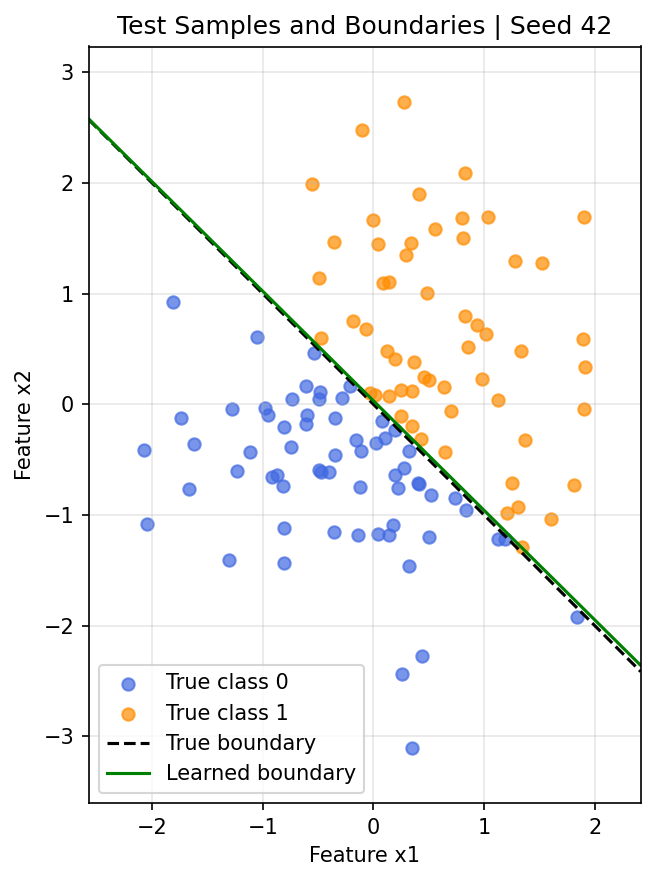 Test Samples and Boundaries | Seed 42
3
2
1
0
−1
−2
−3
Feature x2
True class 0
True class 1
True boundary
Learned boundary
−2
−1
0
1
2
Feature x1